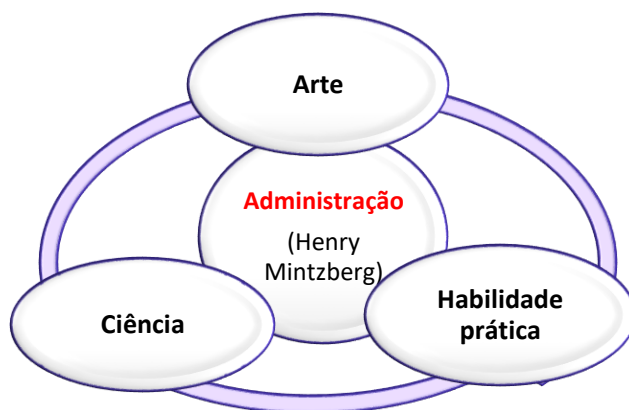 Arte
Administração
(Henry
Mintzberg)
Ciência
Habilidade
prática